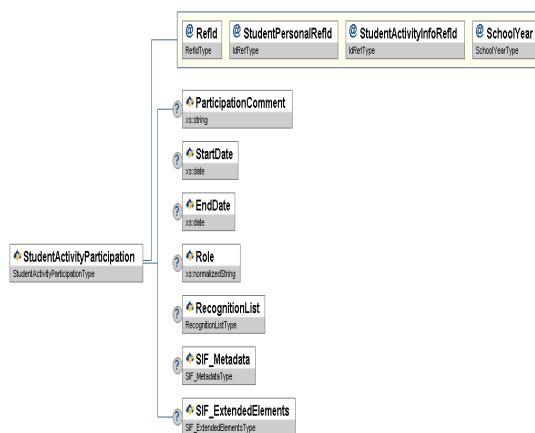 @ RefId
RefIdType
@ StudentPersonalRefId
IdRefType
@ StudentActivityInfoRefId
IdRefType
@ SchoolYear
SchoolYearType
? ParticipationComment
xs:string
? StartDate
xs:date
? EndDate
xs:date
StudentActivityParticipation
StudentActivityParticipationType
? Role
xs:normalizedString
? RecognitionList
RecognitionListType
? SIF_Metadata
SIF_MetadataType
? SIF_ExtendedElements
SIF_ExtendedElementsType